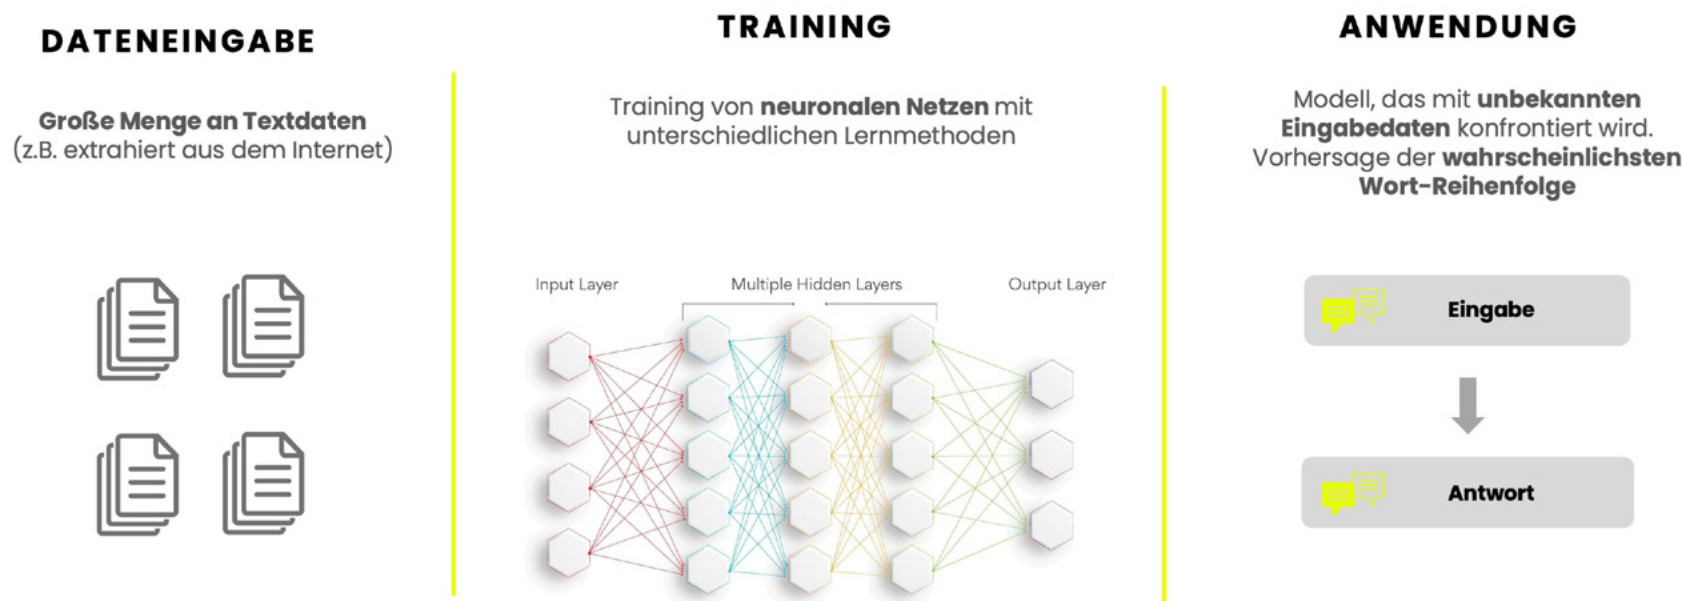 DATENEINGABE
Große Menge an Textdaten
(z.B. extrahiert aus dem Internet)
TRAINING
Training von neuronalen Netzen mit
unterschiedlichen Lernmethoden
Input Layer
Multiple Hidden Layers
Output Layer
ANWENDUNG
Modell, das mit unbekannten
Eingabedaten konfrontiert wird.
Vorhersage der wahrscheinlichsten
Wort-Reihenfolge
Eingabe
Antwort